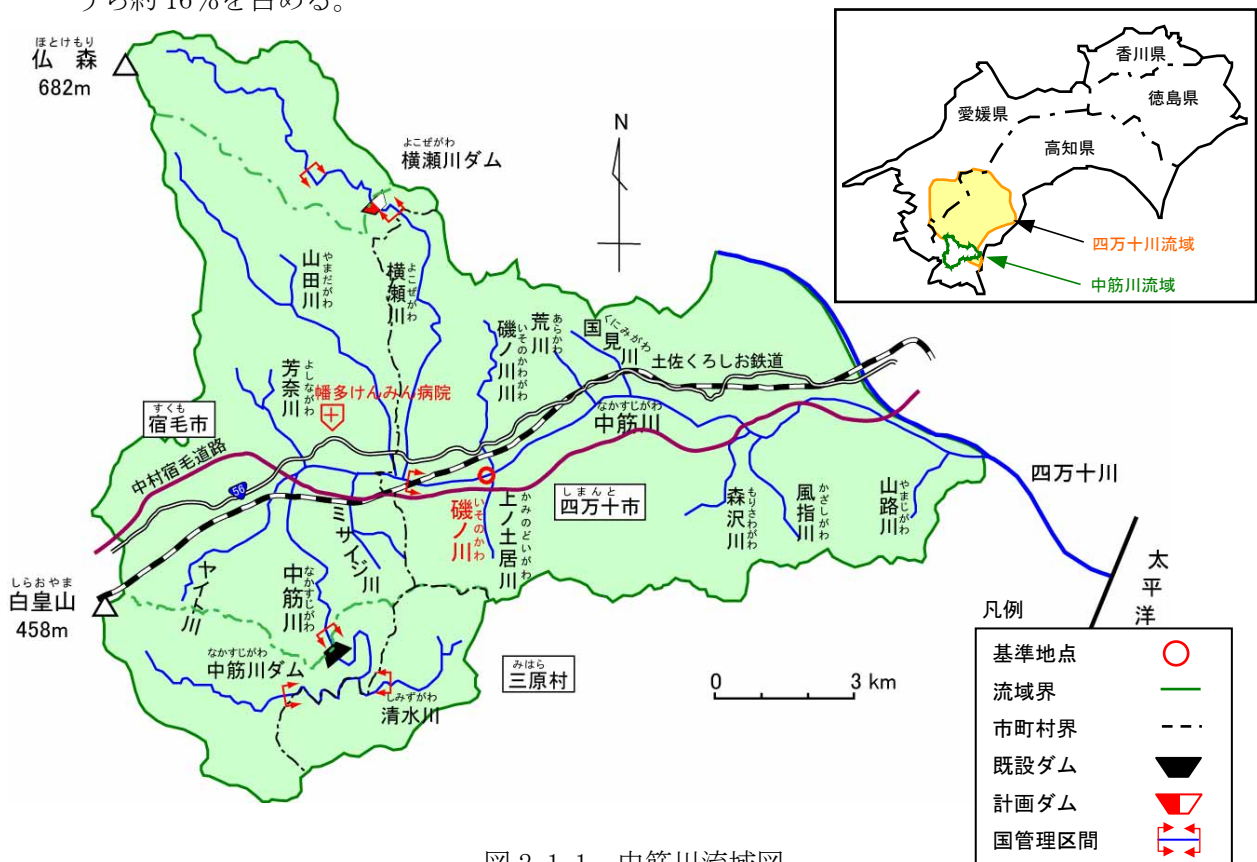 うち約 16%を占める。
ほとけもり
仏 森
682m
N
よこぜがわ
横瀬川ダム
香川県
徳島県
愛媛県
高知県
四万十川流域
中筋川流域
山田川
やまだがわ
横瀬川
よこぜがわ
磯ノ川川
いそのかわがわ
荒川
あらかわ
国見川
くにみがわ
土佐くろしお鉄道
芳奈川
よしながわ
幡多けんみん病院
すくも
宿毛市
中村宿毛道路
56
なかすじがわ
中筋川
しまんと
四万十市
四万十川
磯ノ川
いそのかわ
上ノ土居川
かみのどいがわ
森沢川
もりさわがわ
風指川
かざしがわ
山路川
やまじがわ
ミサイジ川
ヤイト川
中筋川
なかすじがわ
しらおやま
白皇山
458m
なかすじがわ
中筋川ダム
しみずがわ
清水川
みはら
三原村
0 3 km
太平洋
凡例
基準地点
流域界
市町村界
既設ダム
計画ダム
国管理区間